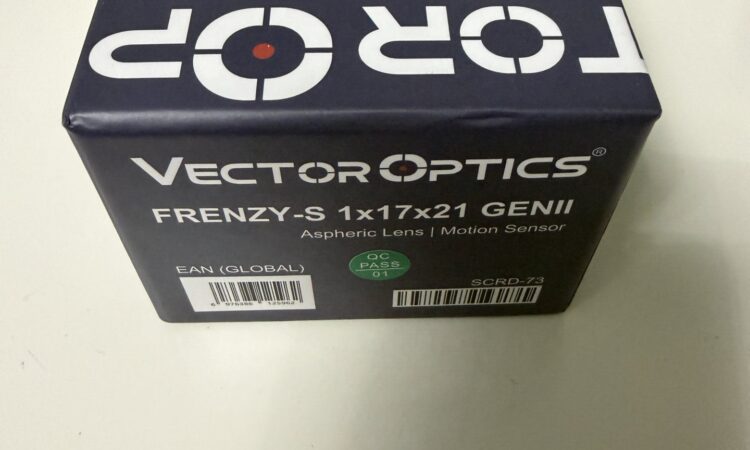 TOR OP
VECTOR OPTICS®
FRENZY-S 1x17x21 GENII
Aspheric Lens | Motion Sensor
QC
PASS
01
EAN (GLOBAL)
SCRD-73